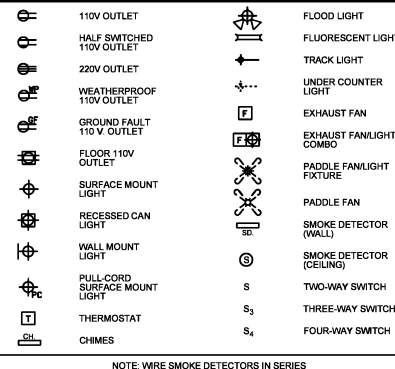 110V OUTLET
HALF SWITCHED
110V OUTLET
220V OUTLET
WP
WEATHERPROOF
110V OUTLET
GF
GROUND FAULT
110 V. OUTLET
FLOOR 110V
OUTLET
SURFACE MOUNT
LIGHT
RECESSED CAN
LIGHT
WALL MOUNT
LIGHT
PC
PULL-CORD
SURFACE MOUNT
LIGHT
T
THERMOSTAT
CH.
CHIMES
FLOOD LIGHT
FLUORESCENT LIGHT
TRACK LIGHT
UNDER COUNTER
LIGHT
F
EXHAUST FAN
F
EXHAUST FAN/LIGHT
COMBO
PADDLE FAN/LIGHT
FIXTURE
PADDLE FAN
SD.
SMOKE DETECTOR
(WALL)
S
SMOKE DETECTOR
(CEILING)
S
TWO-WAY SWITCH
S3
THREE-WAY SWITCH
S4
FOUR-WAY SWITCH
NOTE: WIRE SMOKE DETECTORS IN SERIES